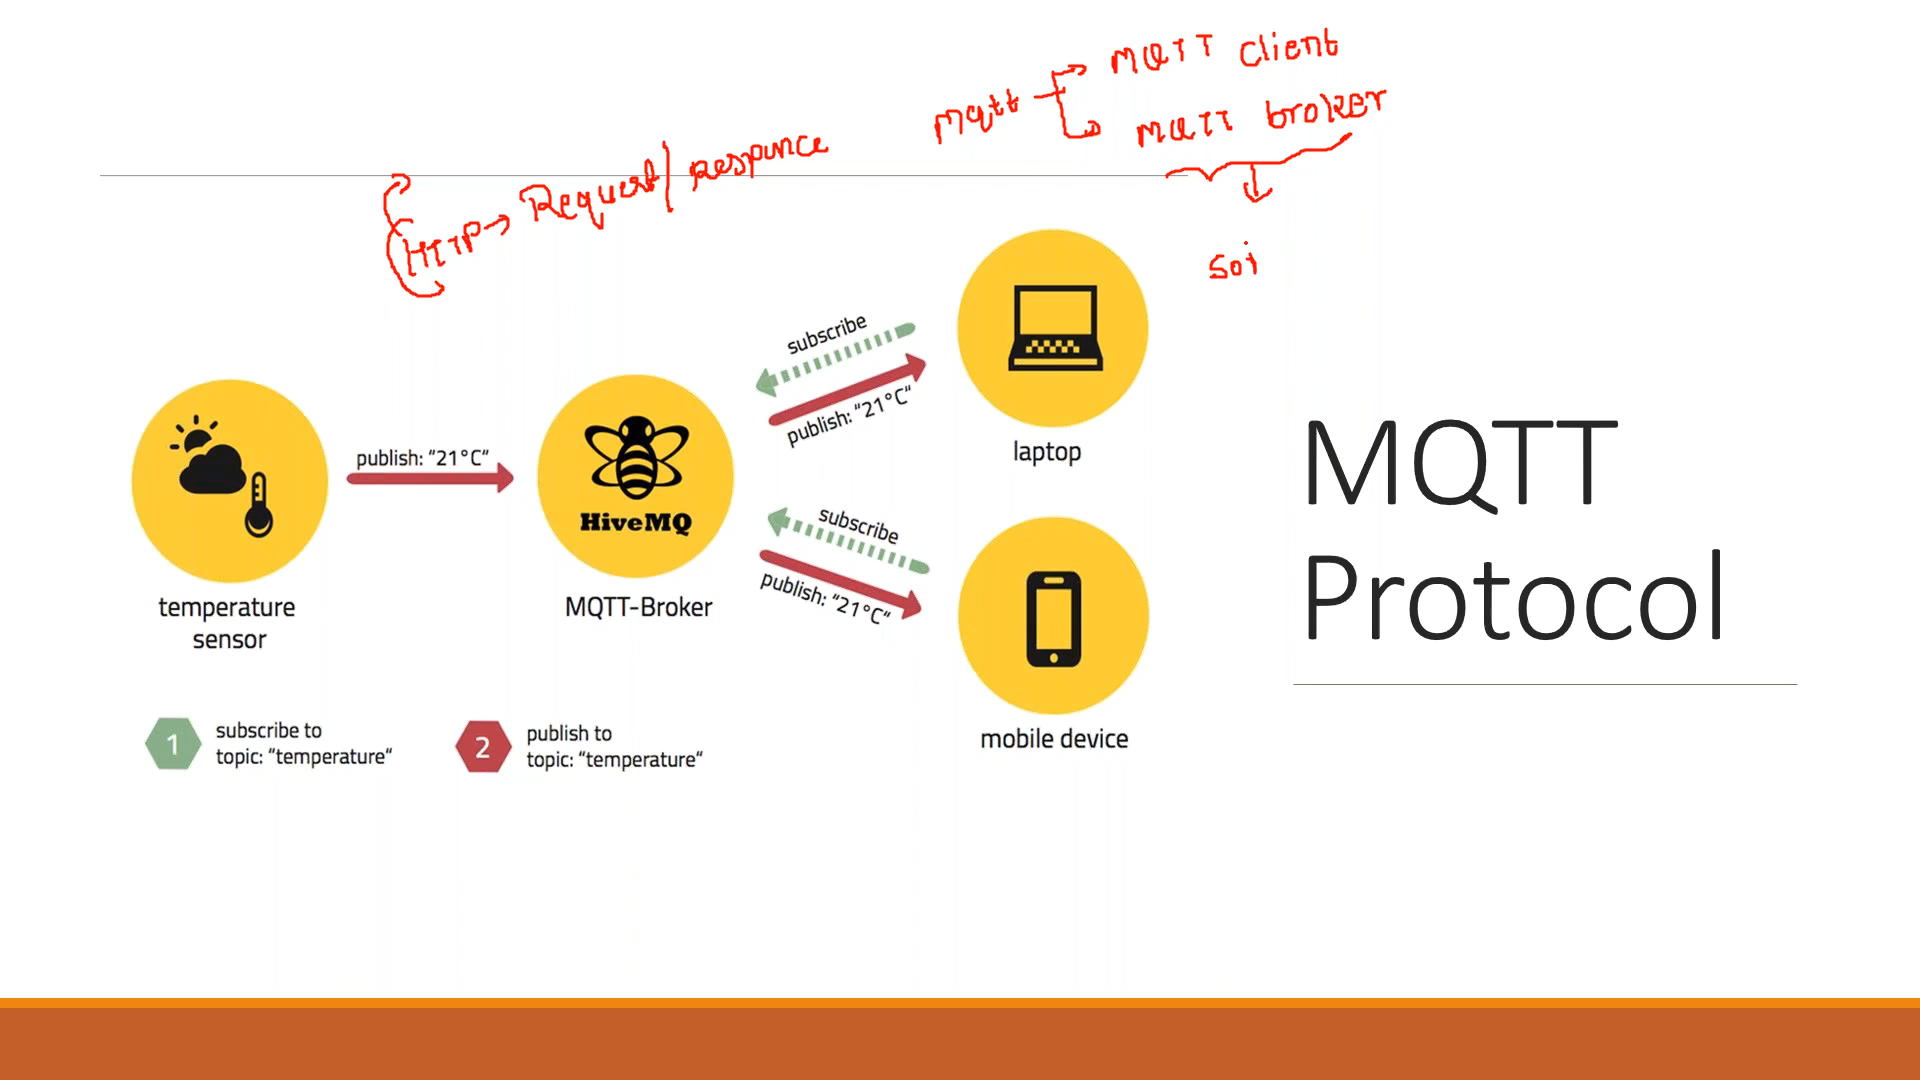 MQTT Client
mqtt
MQTT broker
HTTP → Request/Responce
soi
subscribe
publish: “21°C”
laptop
publish: “21°C”
HiveMQ
temperature
sensor
MQTT-Broker
subscribe
publish: “21°C”
mobile device
1
subscribe to
topic: “temperature”
2
publish to
topic: “temperature”
MQTT
Protocol